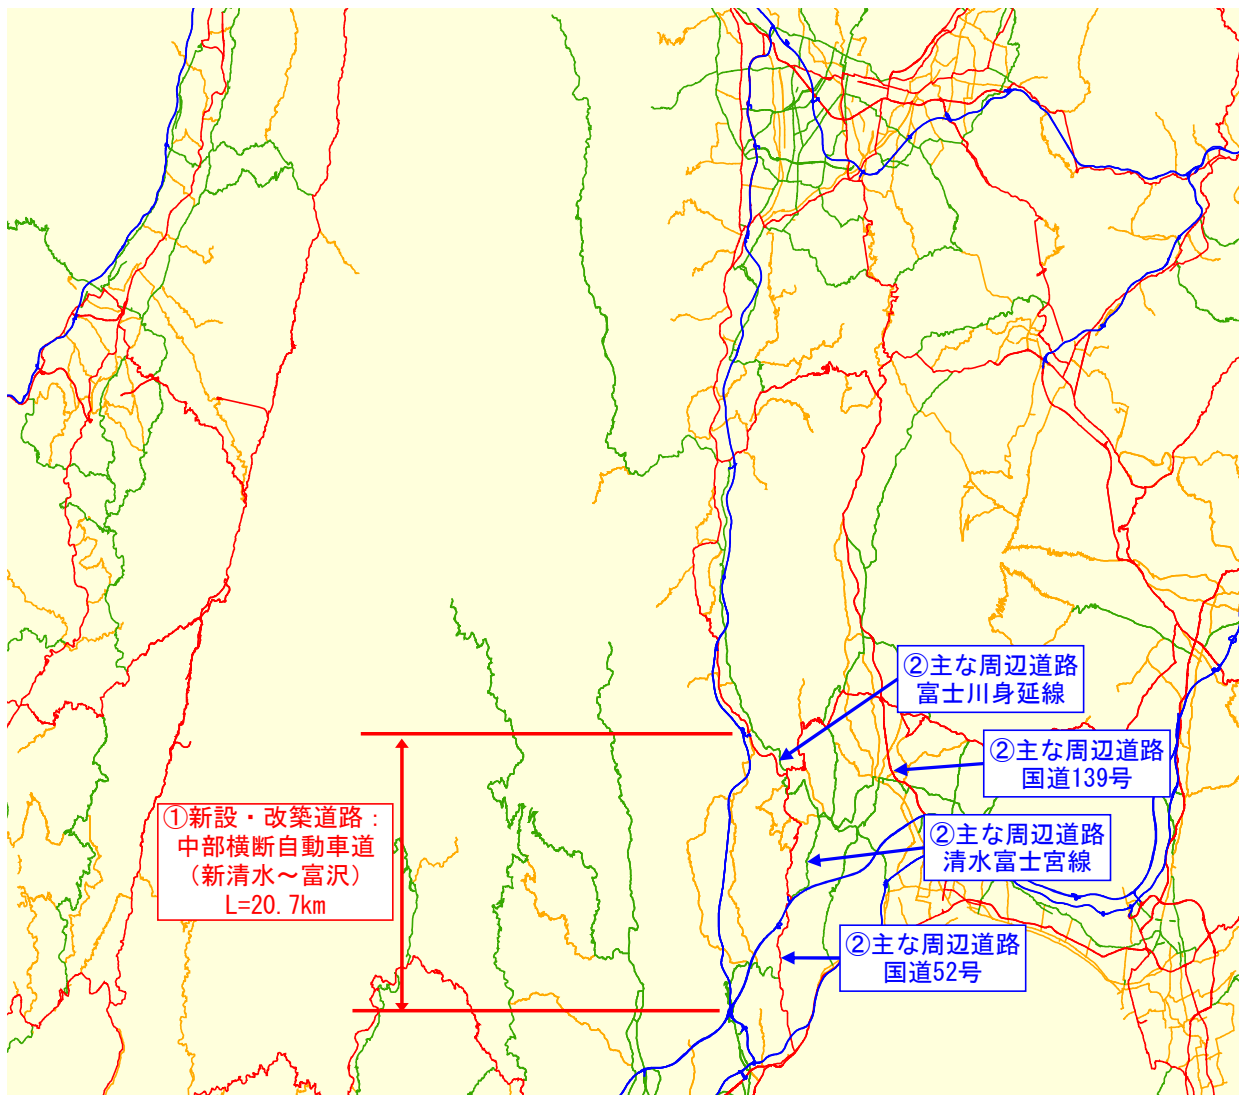 ②主な周辺道路
富士川身延線
②主な周辺道路
国道139号
①新設・改築道路：
中部横断自動車道
（新清水～富沢）
L=20.7km
②主な周辺道路
清水富士宮線
②主な周辺道路
国道52号